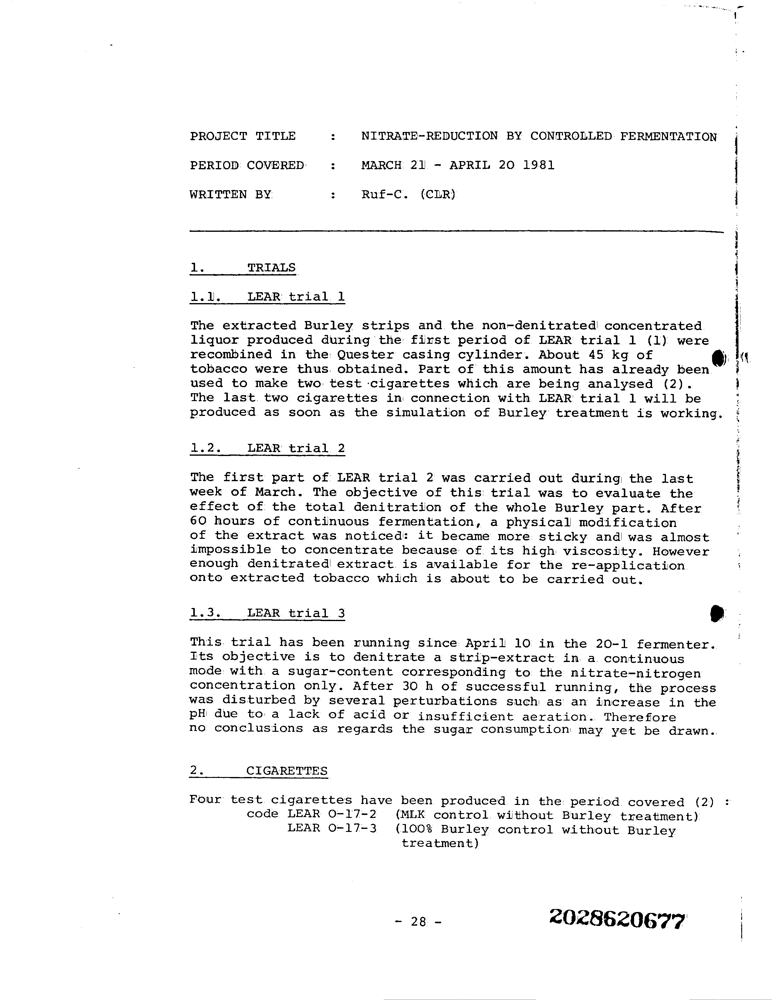 PROJECT TITLE : NITRATE-REDUCTION BY CONTROLLED FERMENTATION
PERIOD COVERED : MARCH 21 - APRIL 20 1981
WRITTEN BY : Ruf-C. (CLR)
1. TRIALS
1.1. LEAR trial 1
The extracted Burley strips and the non-denitrated concentrated
liquor produced during the first period of LEAR trial 1 (1) were
recombined in the Quester casing cylinder. About 45 kg of
tobacco were thus obtained. Part of this amount has already been
used to make two test cigarettes which are being analysed (2).
The last two cigarettes in connection with LEAR trial 1 will be
produced as soon as the simulation of Burley treatment is working.
1.2. LEAR trial 2
The first part of LEAR trial 2 was carried out during the last
week of March. The objective of this trial was to evaluate the
effect of the total denitration of the whole Burley part. After
60 hours of continuous fermentation, a physical modification
of the extract was noticed: it became more sticky and was almost
impossible to concentrate because of its high viscosity. However
enough denitrated extract is available for the re-application
onto extracted tobacco which is about to be carried out.
1.3. LEAR trial 3
This trial has been running since April 10 in the 20-l fermenter.
Its objective is to denitrate a strip-extract in a continuous
mode with a sugar-content corresponding to the nitrate-nitrogen
concentration only. After 30 h of successful running, the process
was disturbed by several perturbations such as an increase in the
pH due to a lack of acid or insufficient aeration. Therefore
no conclusions as regards the sugar consumption may yet be drawn.
2. CIGARETTES
Four test cigarettes have been produced in the period covered (2) :
code LEAR O-17-2 (MLK control without Burley treatment)
LEAR O-17-3 (100% Burley control without Burley
treatment)
- 28 -
2028620677